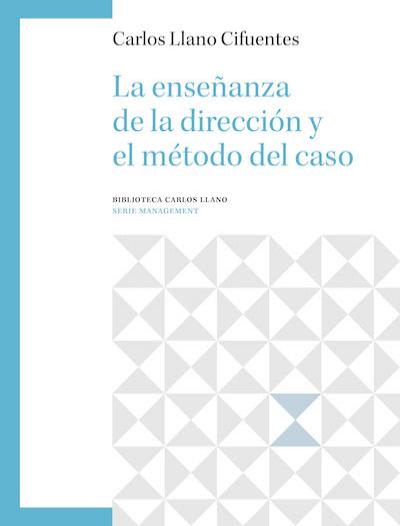 Carlos Llano Cifuentes
La enseñanza
de la dirección y
el método del caso
BIBLIOTECA CARLOS LLANO
SERIE MANAGEMENT